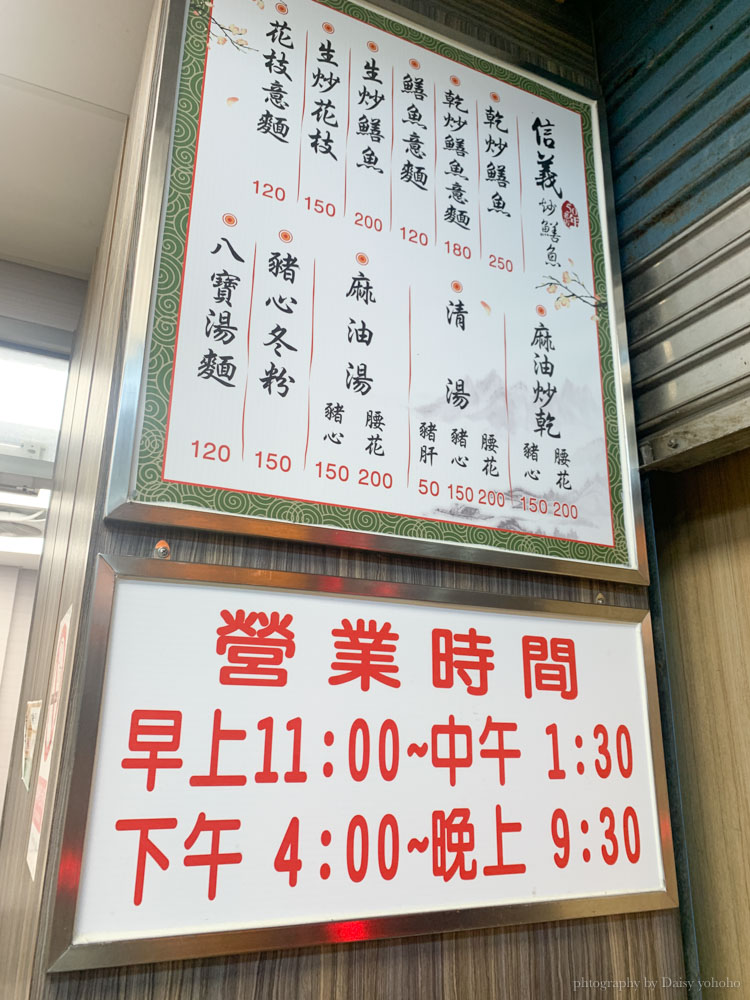 信義炒鱔魚
乾炒鱔魚 250
乾炒鱔魚意麵 180
鱔魚意麵 120
生炒鱔魚 200
生炒花枝 150
花枝意麵 120
麻油炒乾 腰花 200 豬心 150
清湯 腰花 200 豬心 150 豬肝 50
麻油湯 腰花 200 豬心 150
豬心冬粉 150
八寶湯麵 120
營業時間
早上11:00~中午 1:30
下午 4:00~晚上 9:30
phtography by Daisy yohoho